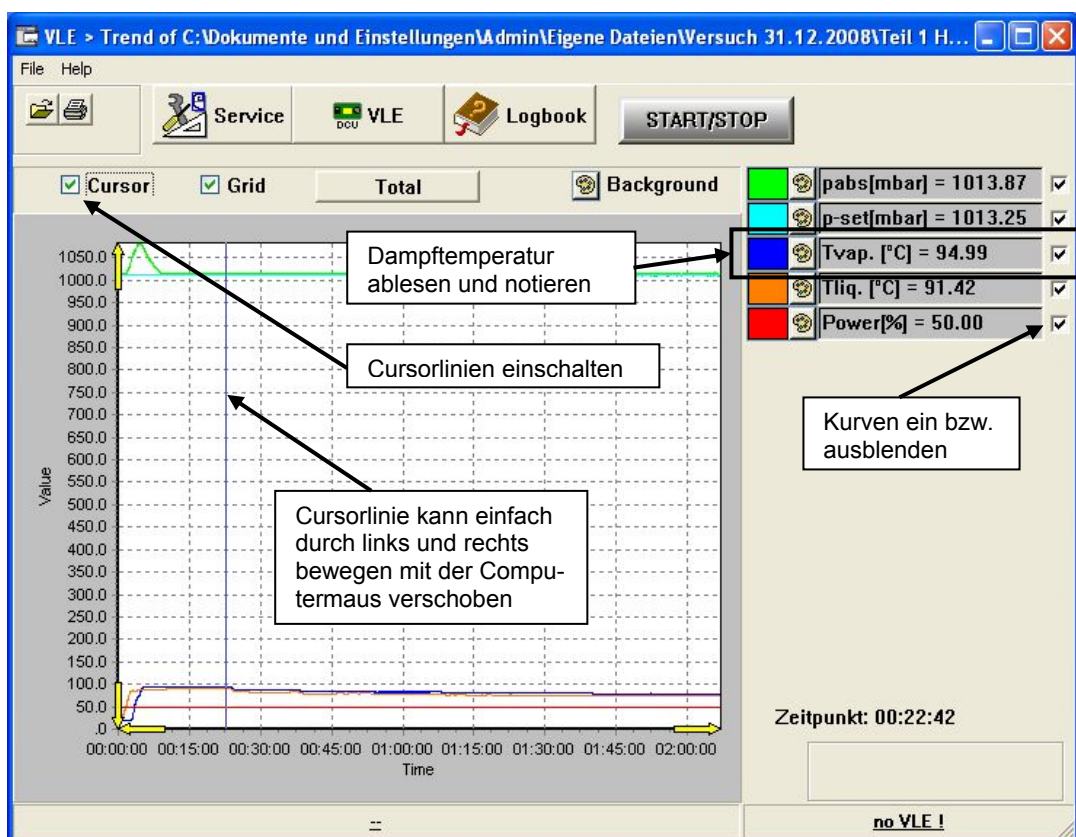 VLE > Trend of C:\Dokumente und Einstellungen\Admin\Eigene Dateien\Versuch 31.12.2008\Teil 1 H...
File Help
Service
DCU
VLE
Logbook
START/STOP
Cursor
Grid
Total
Background
pabs[mbar] = 1013.87
p-set[mbar] = 1013.25
Tvap. [°C] = 94.99
Tliq. [°C] = 91.42
Power[%] = 50.00
Dampftemperatur
ablesen und notieren
Cursorlinien einschalten
Kurven ein bzw.
ausblenden
Cursorlinie kann einfach
durch links und rechts
bewegen mit der Compu-
termaus verschoben
Value
1050.0
1000.0
950.0
900.0
850.0
800.0
750.0
700.0
650.0
600.0
550.0
500.0
450.0
400.0
350.0
300.0
250.0
200.0
150.0
100.0
50.0
.0
00:00:00 00:15:00 00:30:00 00:45:00 01:00:00 01:15:00 01:30:00 01:45:00 02:00:00
Time
Zeitpunkt: 00:22:42
--
no VLE !